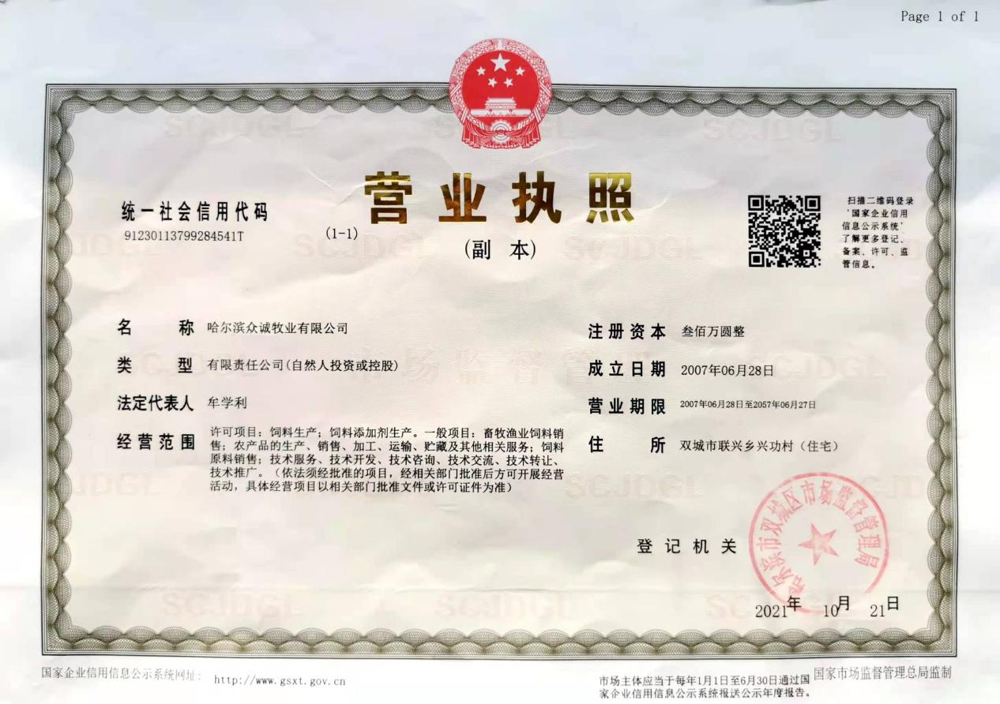 Page 1 of 1
营业执照
(副 本)
统一社会信用代码
91230113799284541T
(1-1)
扫描二维码登录
‘国家企业信用
信息公示系统’
了解更多登记、
备案、许可、监
管信息。
名 称 哈尔滨众诚牧业有限公司
类 型 有限责任公司(自然人投资或控股)
法定代表人 牟学利
经营范围 许可项目：饲料生产；饲料添加剂生产。一般项目：畜牧渔业饲料销
售；农产品的生产、销售、加工、运输、贮藏及其他相关服务；饲料
原料销售；技术服务、技术开发、技术咨询、技术交流、技术转让、
技术推广。（依法须经批准的项目，经相关部门批准后方可开展经营
活动，具体经营项目以相关部门批准文件或许可证件为准）
注册资本 叁佰万圆整
成立日期 2007年06月28日
营业期限 2007年06月28日至2057年06月27日
住 所 双城市联兴乡兴功村（住宅）
登记机关
哈尔滨市双城区市场监督管理局
2021年 10月 21日
国家企业信用信息公示系统网址： http://www.gsxt.gov.cn
市场主体应当于每年1月1日至6月30日通过国
家企业信用信息公示系统报送公示年度报告。
国家市场监督管理总局监制
SCJDGL
市场监督管